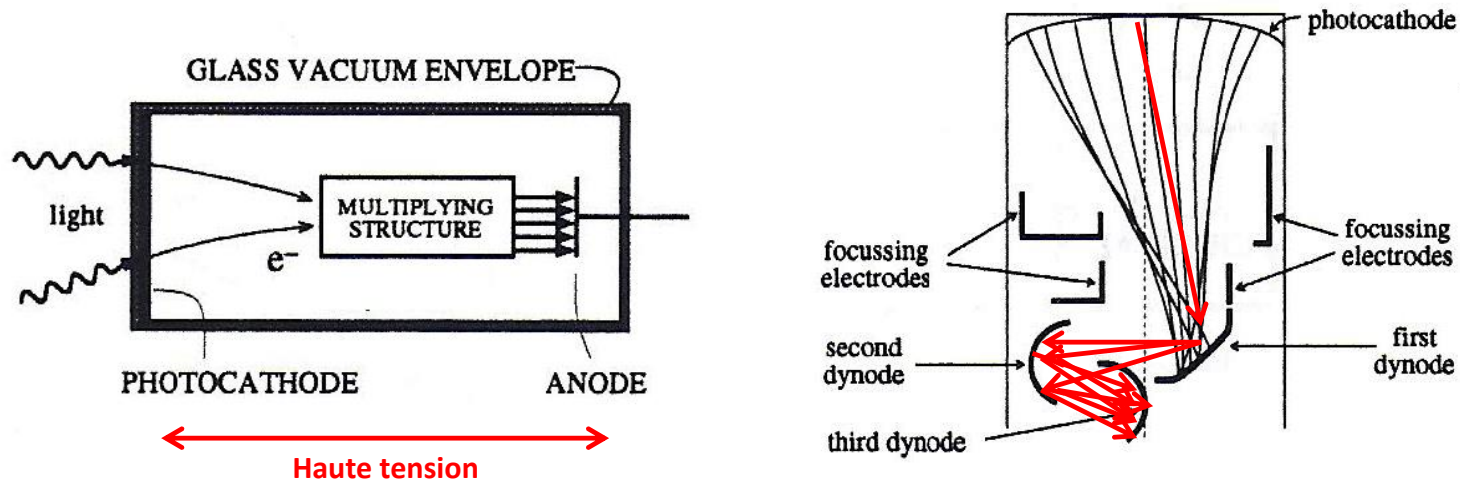 GLASS VACUUM ENVELOPE
light
e⁻
MULTIPLYING
STRUCTURE
PHOTOCATHODE
ANODE
Haute tension
photocathode
focussing
electrodes
focussing
electrodes
second
dynode
first
dynode
third dynode